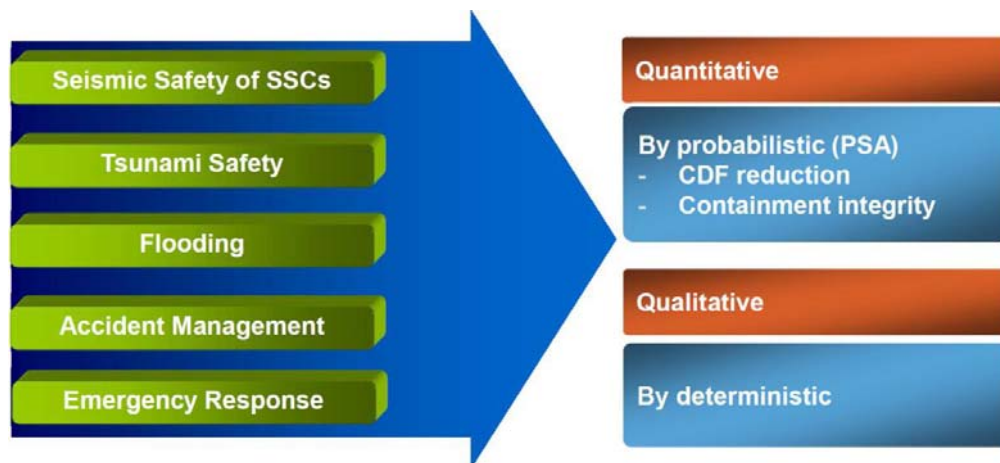 Seismic Safety of SSCs
Tsunami Safety
Flooding
Accident Management
Emergency Response
Quantitative
By probabilistic (PSA)
- CDF reduction
- Containment integrity
Qualitative
By deterministic